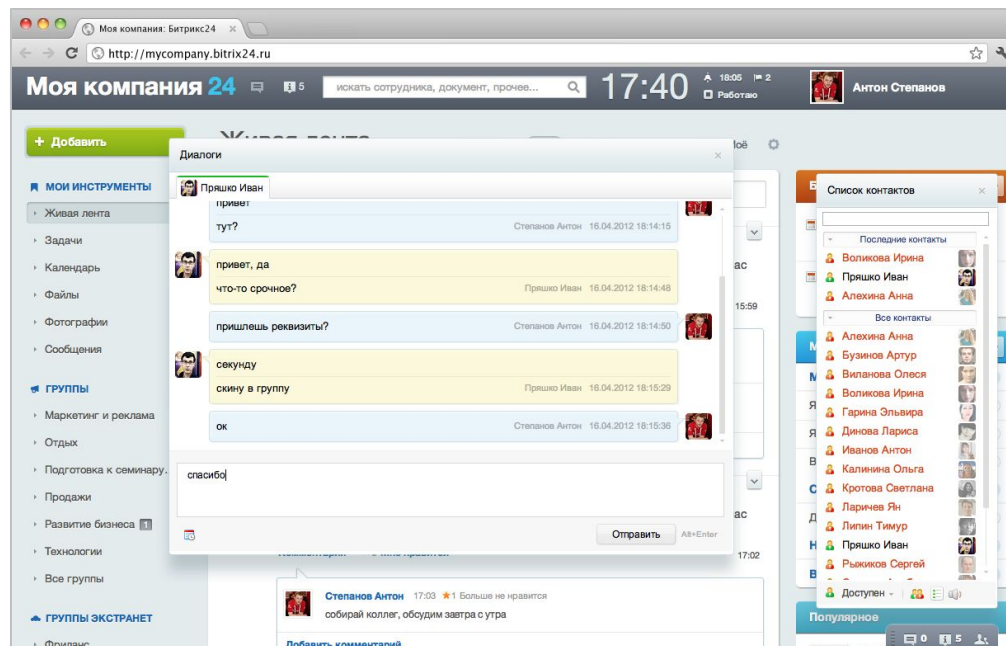 Моя компания: Битрикс24
http://mycompany.bitrix24.ru
Моя компания 24
5
искать сотрудника, документ, прочее...
17:40
18:05
2
Работаю
Антон Степанов
+ Добавить
Живая лента
МОИ ИНСТРУМЕНТЫ
Живая лента
Задачи
Календарь
Файлы
Фотографии
Сообщения
ГРУППЫ
Маркетинг и реклама
Отдых
Подготовка к семинару.
Продажи
Развитие бизнеса 1
Технологии
Все группы
ГРУППЫ ЭКСТРАНЕТ
Фриланс
Диалоги
Пряшко Иван
привет
тут?
Степанов Антон 16.04.2012 18:14:15
привет, да
что-то срочное?
Пряшко Иван 16.04.2012 18:14:48
пришлешь реквизиты?
Степанов Антон 16.04.2012 18:14:50
секунду
скину в группу
Пряшко Иван 16.04.2012 18:15:29
ок
Степанов Антон 16.04.2012 18:15:36
спасибо
Отправить
Alt+Enter
15:59
17:02
Степанов Антон 17:03 1 Больше не нравится
собирай коллег, обсудим завтра с утра
Добавить комментарий
Список контактов
Последние контакты
Воликова Ирина
Пряшко Иван
Алехина Анна
Все контакты
Алехина Анна
Бузинов Артур
Виланова Олеся
Воликова Ирина
Гарина Эльвира
Динова Лариса
Иванов Антон
Калинина Ольга
Кротова Светлана
Ларичев Ян
Липин Тимур
Пряшко Иван
Рыжиков Сергей
Доступен
Популярное
0
5